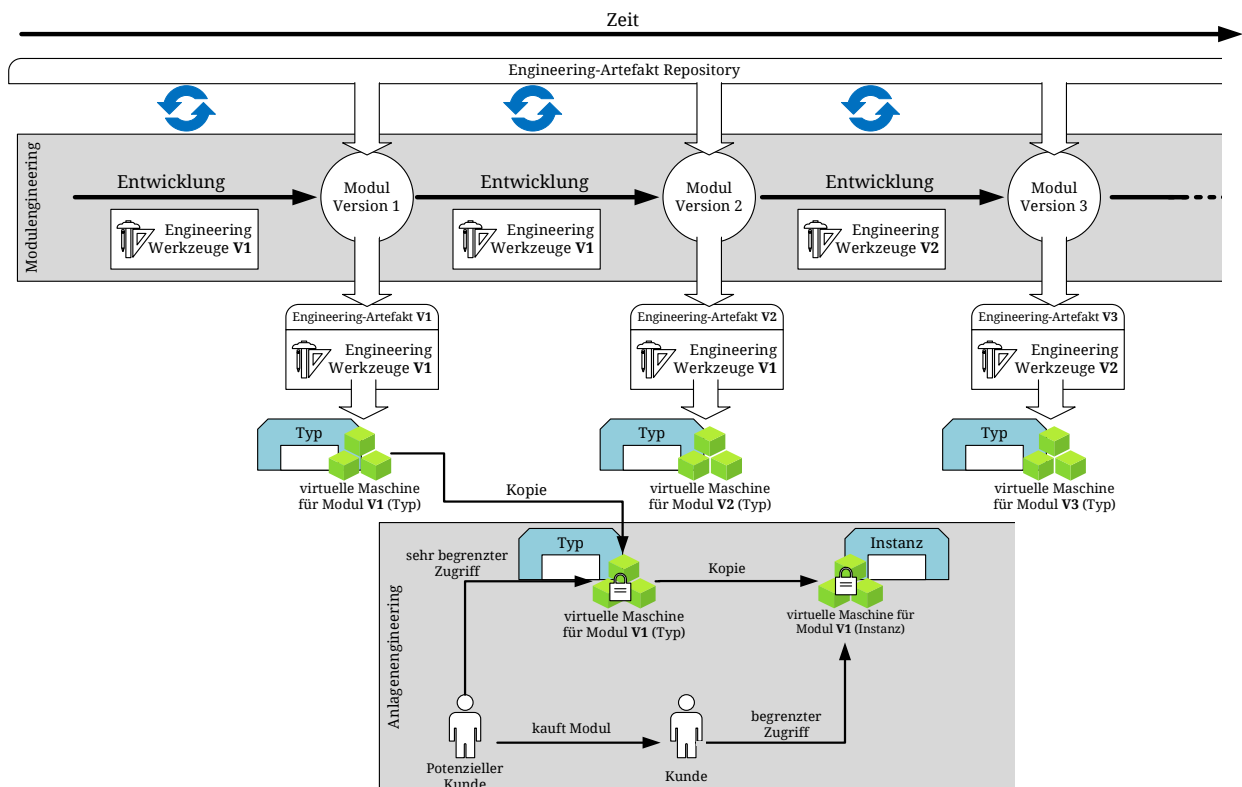 Zeit
Engineering-Artefakt Repository
Modulengineering
Entwicklung
Engineering
Werkzeuge V1
Modul
Version 1
Entwicklung
Engineering
Werkzeuge V1
Modul
Version 2
Entwicklung
Engineering
Werkzeuge V2
Modul
Version 3
Engineering-Artefakt V1
Engineering
Werkzeuge V1
Engineering-Artefakt V2
Engineering
Werkzeuge V1
Engineering-Artefakt V3
Engineering
Werkzeuge V2
Typ
virtuelle Maschine
für Modul V1 (Typ)
Typ
virtuelle Maschine
für Modul V2 (Typ)
Typ
virtuelle Maschine
für Modul V3 (Typ)
Kopie
Anlagenengineering
sehr begrenzter
Zugriff
Typ
virtuelle Maschine
für Modul V1 (Typ)
Kopie
Instanz
virtuelle Maschine für
Modul V1 (Instanz)
Potenzieller
Kunde
kauft Modul
Kunde
begrenzter
Zugriff